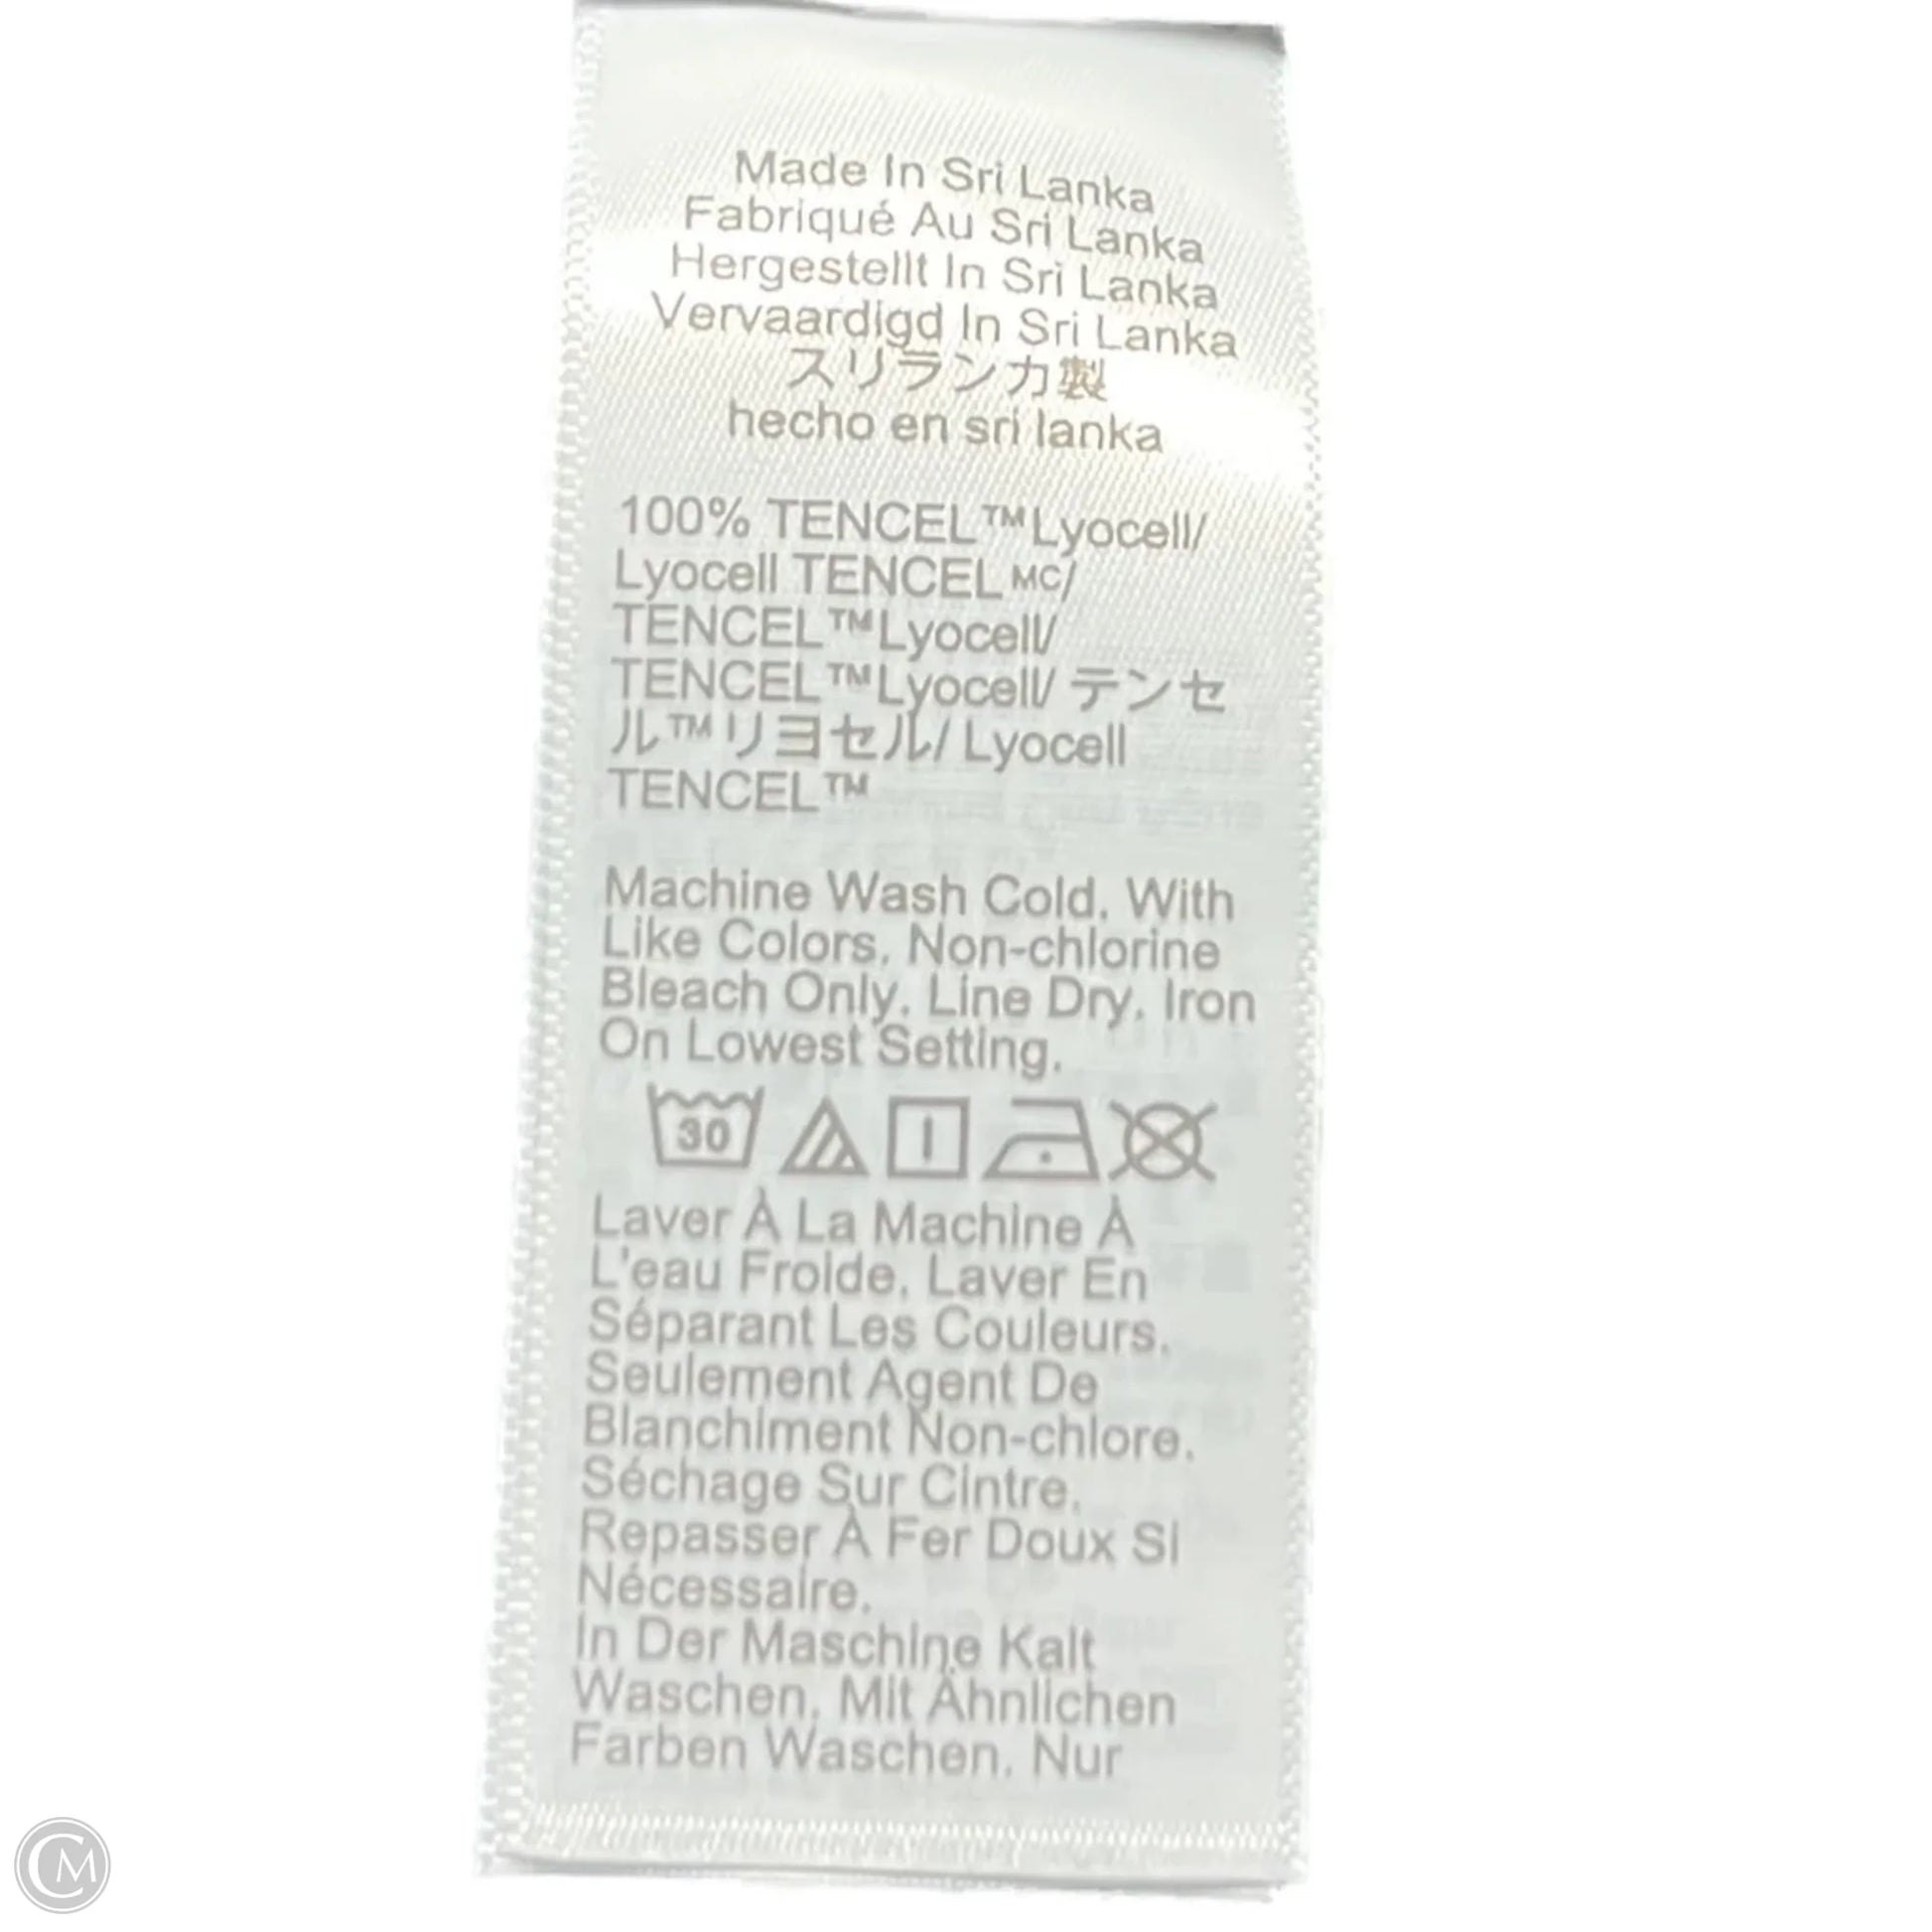 Made In Sri Lanka
Fabriqué Au Sri Lanka
Hergestellt In Sri Lanka
Vervaardigd In Sri Lanka
スリランカ製
hecho en sri lanka
100% TENCEL™Lyocell/
Lyocell TENCELMC/
TENCEL™Lyocell/
TENCEL™Lyocell/ テンセ
ル™リヨセル/ Lyocell
TENCEL™
Machine Wash Cold. With
Like Colors. Non-chlorine
Bleach Only. Line Dry. Iron
On Lowest Setting.
30
Laver À La Machine À
L'eau Froide. Laver En
Séparant Les Couleurs.
Seulement Agent De
Blanchiment Non-chlore.
Séchage Sur Cintre.
Repasser À Fer Doux Si
Nécessaire.
In Der Maschine Kalt
Waschen. Mit Ähnlichen
Farben Waschen. Nur
CM